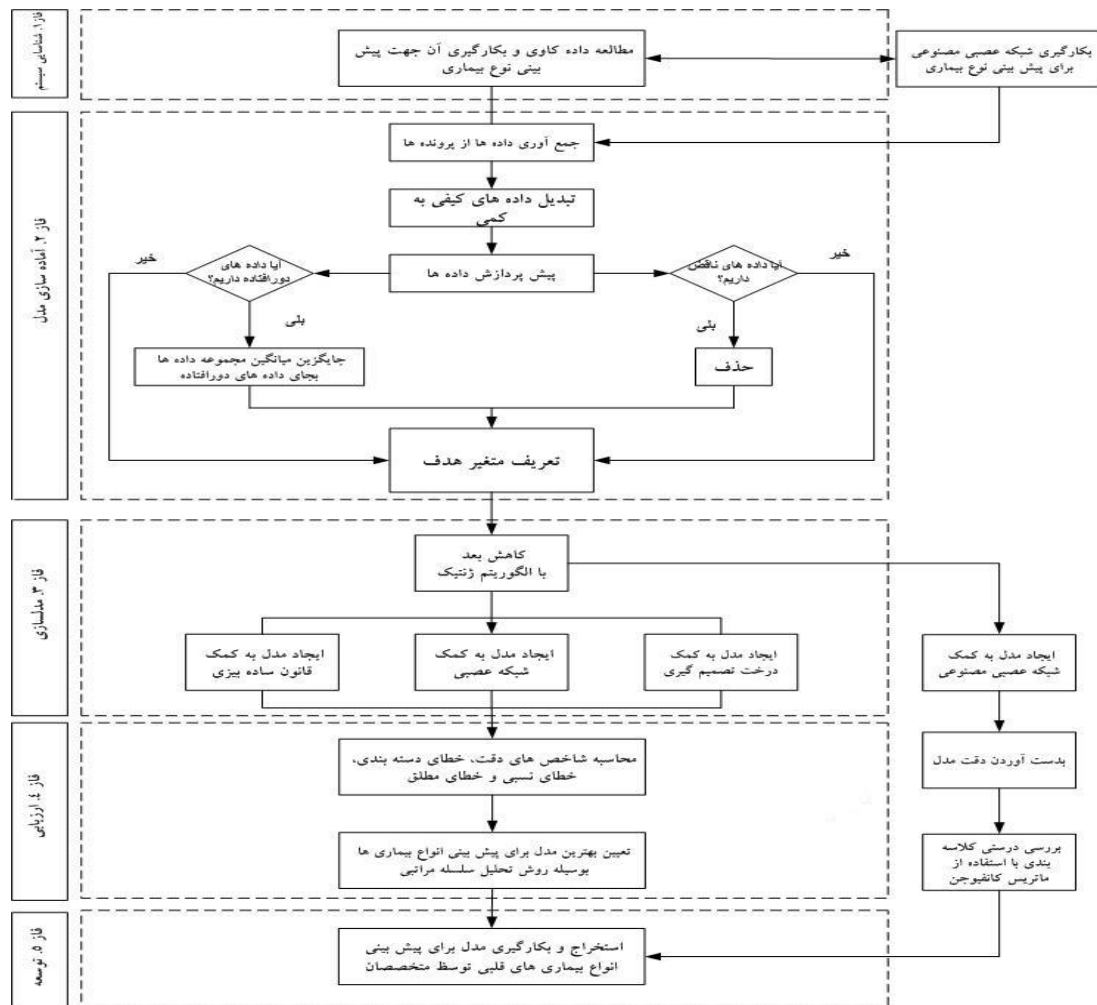 فاز ۱. شناسایی سیستم
مطالعه داده کاوی و بکارگیری آن جهت پیش
بینی نوع بیماری
بکارگیری شبکه عصبی مصنوعی
برای پیش بینی نوع بیماری
فاز ۲. آماده سازی مدل
جمع آوری داده ها از پرونده ها
تبدیل داده های کیفی به
کمی
پیش پردازش داده ها
آیا داده های ناقص
داریم؟
خیر
بلی
حذف
آیا داده های
دورافتاده داریم؟
خیر
بلی
جایگزین میانگین مجموعه داده ها
بجای داده های دورافتاده
تعریف متغیر هدف
فاز ۳. مدلسازی
کاهش بعد
با الگوریتم ژنتیک
ایجاد مدل به کمک
درخت تصمیم گیری
ایجاد مدل به کمک
شبکه عصبی
ایجاد مدل به کمک
قانون ساده بیزی
ایجاد مدل به کمک
شبکه عصبی مصنوعی
فاز ۴. ارزیابی
محاسبه شاخص های دقت، خطای دسته بندی،
خطای نسبی و خطای مطلق
بدست آوردن دقت مدل
تعیین بهترین مدل برای پیش بینی انواع بیماری ها
بوسیله روش تحلیل سلسله مراتبی
بررسی درستی کلاسه
بندی با استفاده از
ماتریس کانفیوجن
فاز ۵. توسعه
استخراج و بکارگیری مدل برای پیش بینی
انواع بیماری های قلبی توسط متخصصان